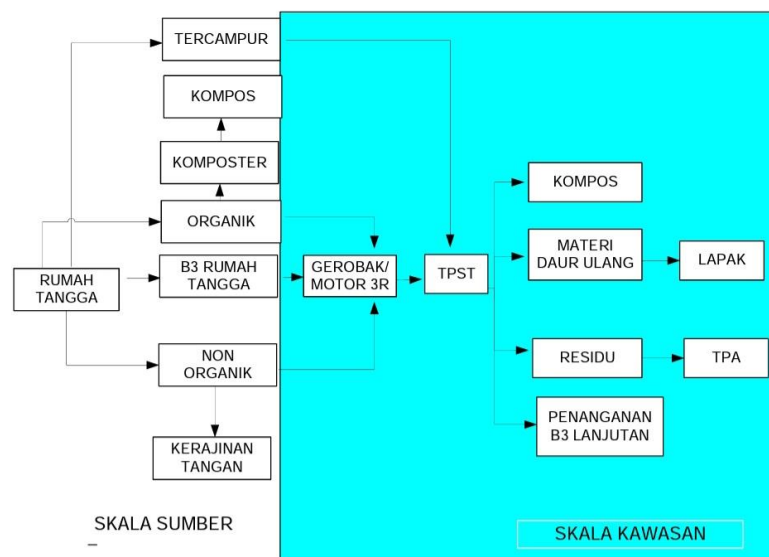 TERCAMPUR
KOMPOS
KOMPOSTER
ORGANIK
B3 RUMAH
TANGGA
RUMAH
TANGGA
NON
ORGANIK
KERAJINAN
TANGAN
GEROBAK/
MOTOR 3R
TPST
KOMPOS
MATERI
DAUR ULANG
LAPAK
RESIDU
TPA
PENANGANAN
B3 LANJUTAN
SKALA SUMBER
SKALA KAWASAN